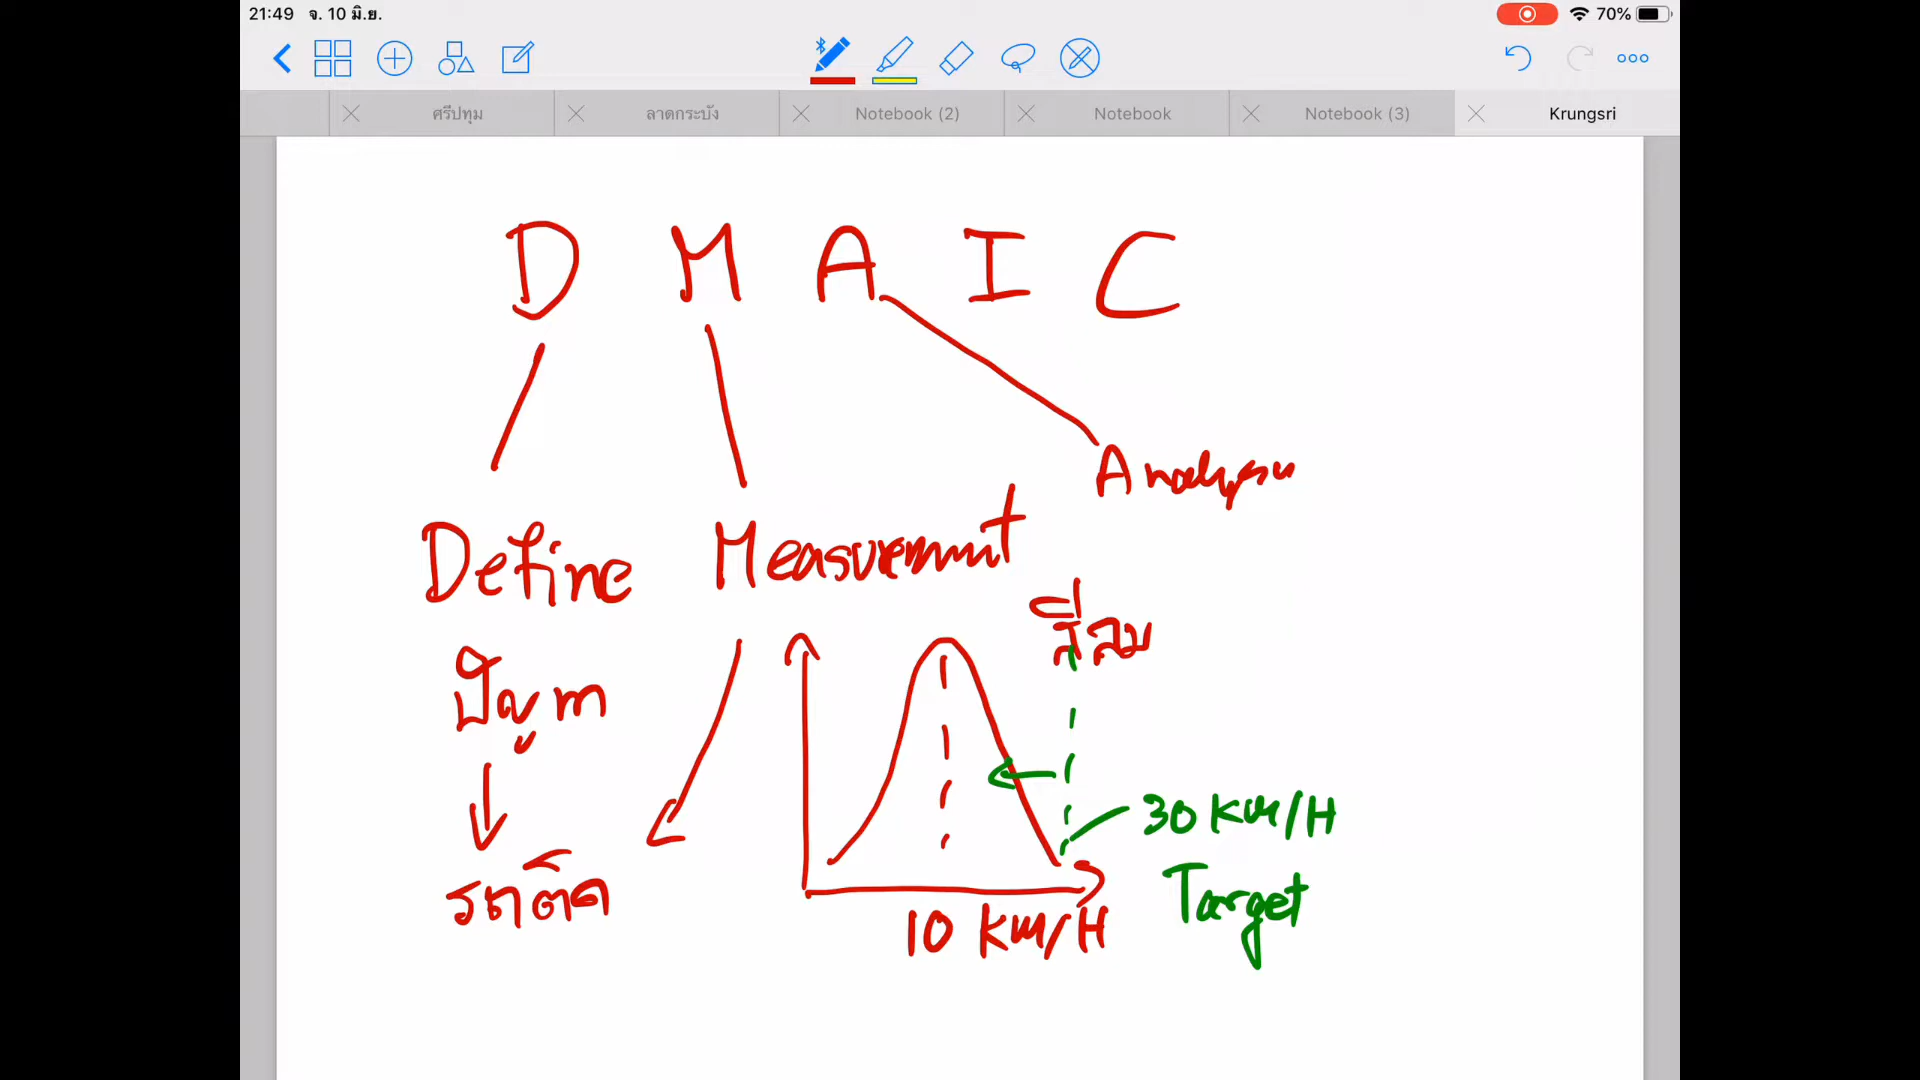 21:49 จ. 10 มิ.ย. 70%
ศรีปทุม ลาดกระบัง Notebook (2) Notebook Notebook (3) Krungsri
D M A I C
Define Measurement
สีลม
ปัญหา
30 KM/H
รถติด
Target
10 KM/H